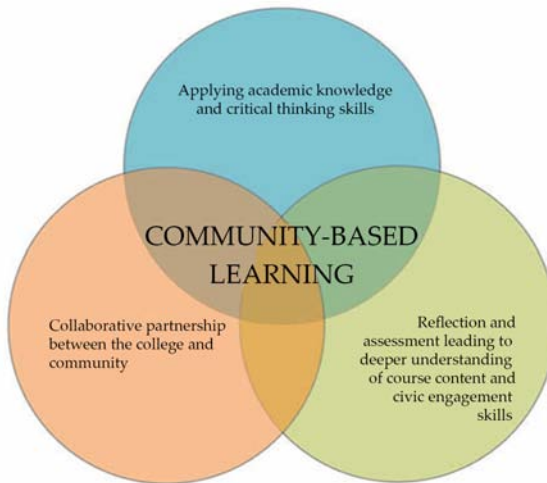 Applying academic knowledge
and critical thinking skills
COMMUNITY-BASED
LEARNING
Collaborative partnership
between the college and
community
Reflection and
assessment leading to
deeper understanding
of course content and
civic engagement
skills